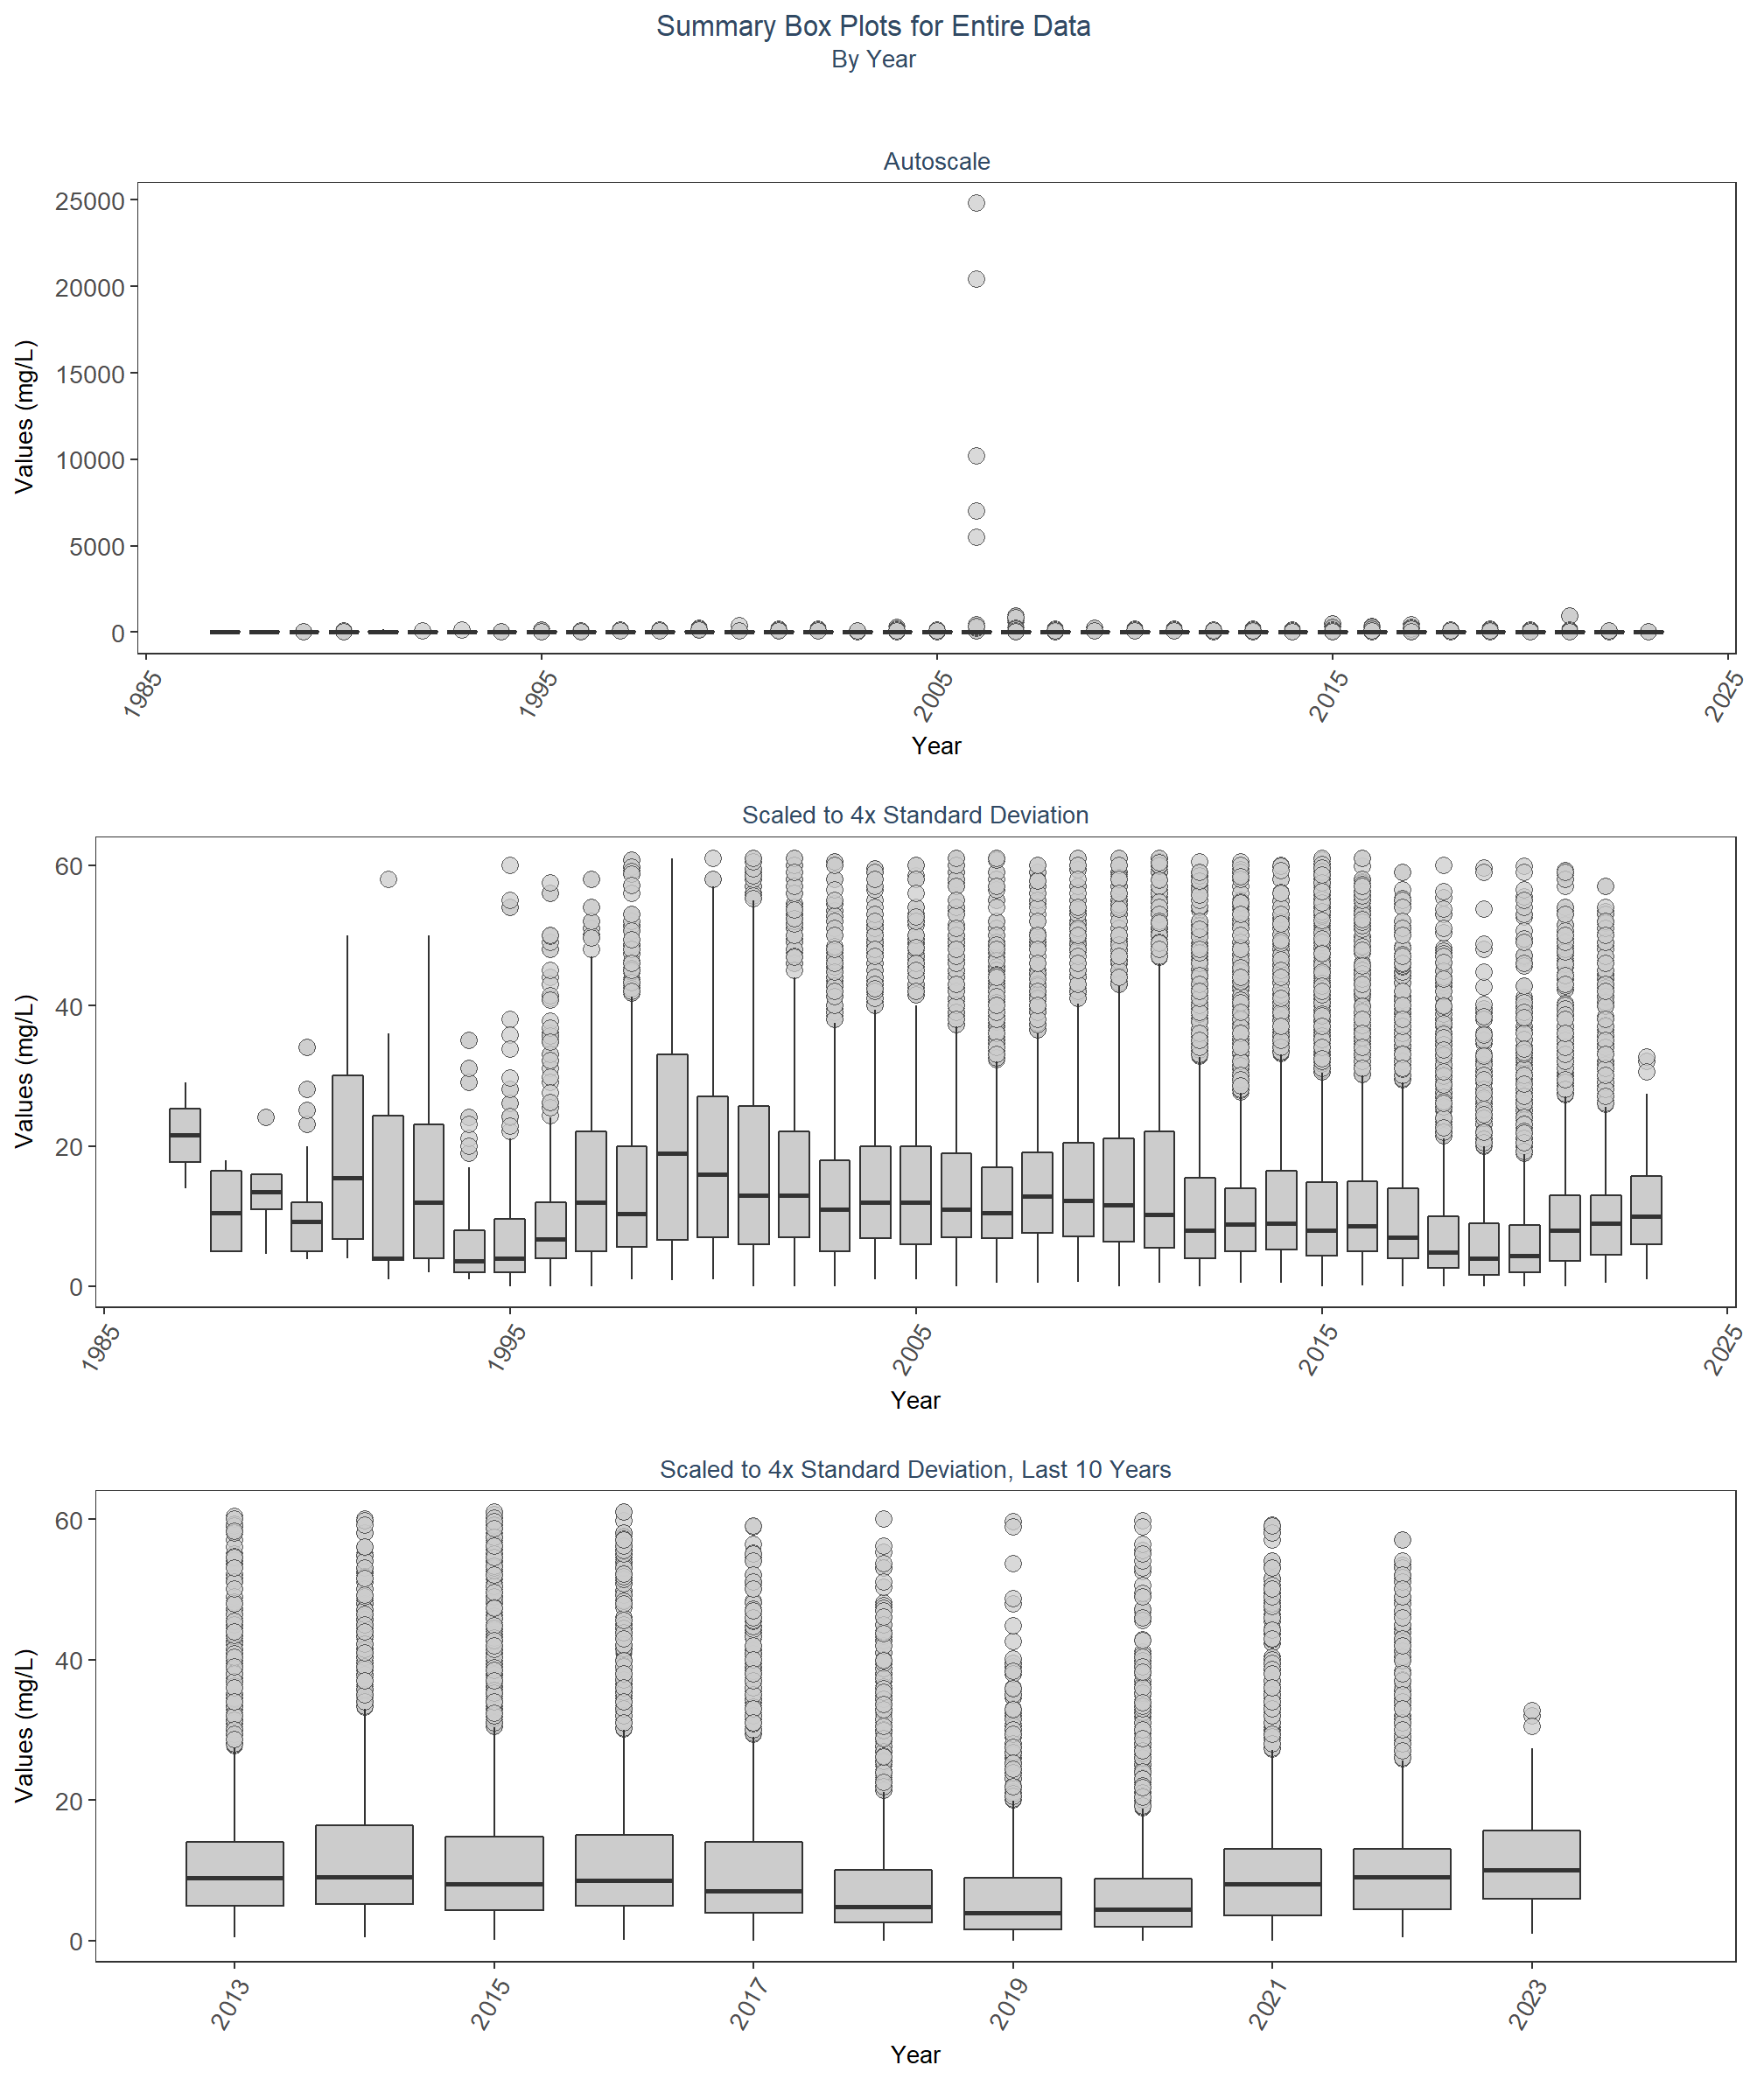 Summary Box Plots for Entire Data
By Year
Autoscale
Values (mg/L)
25000
20000
15000
10000
5000
0
1985
1995
2005
2015
2025
Year
Scaled to 4x Standard Deviation
Values (mg/L)
60
40
20
0
1985
1995
2005
2015
2025
Year
Scaled to 4x Standard Deviation, Last 10 Years
Values (mg/L)
60
40
20
0
2013
2015
2017
2019
2021
2023
Year